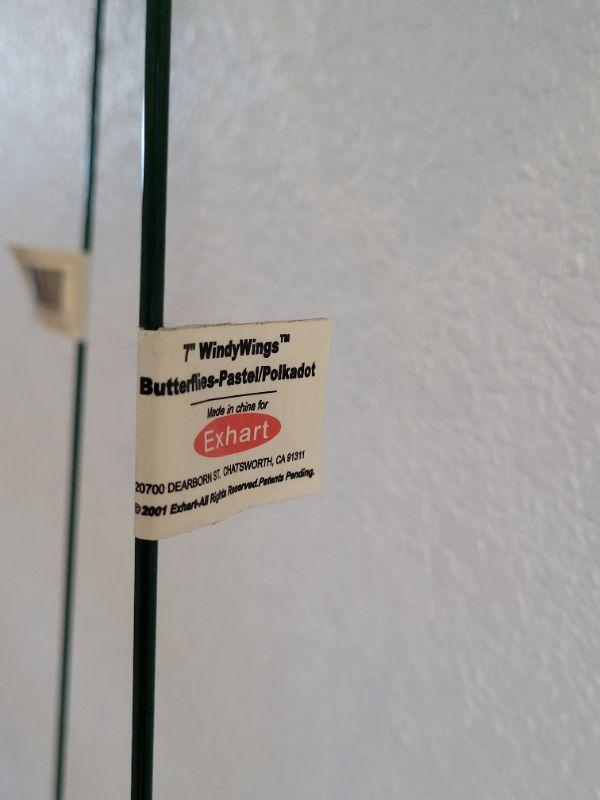 7" WindyWings™
Butterflies-Pastel/Polkadot
Made in china for
Exhart
20700 DEARBORN ST. CHATSWORTH, CA 91311
©2001 Exhart-All Rights Reserved.Patents Pending.